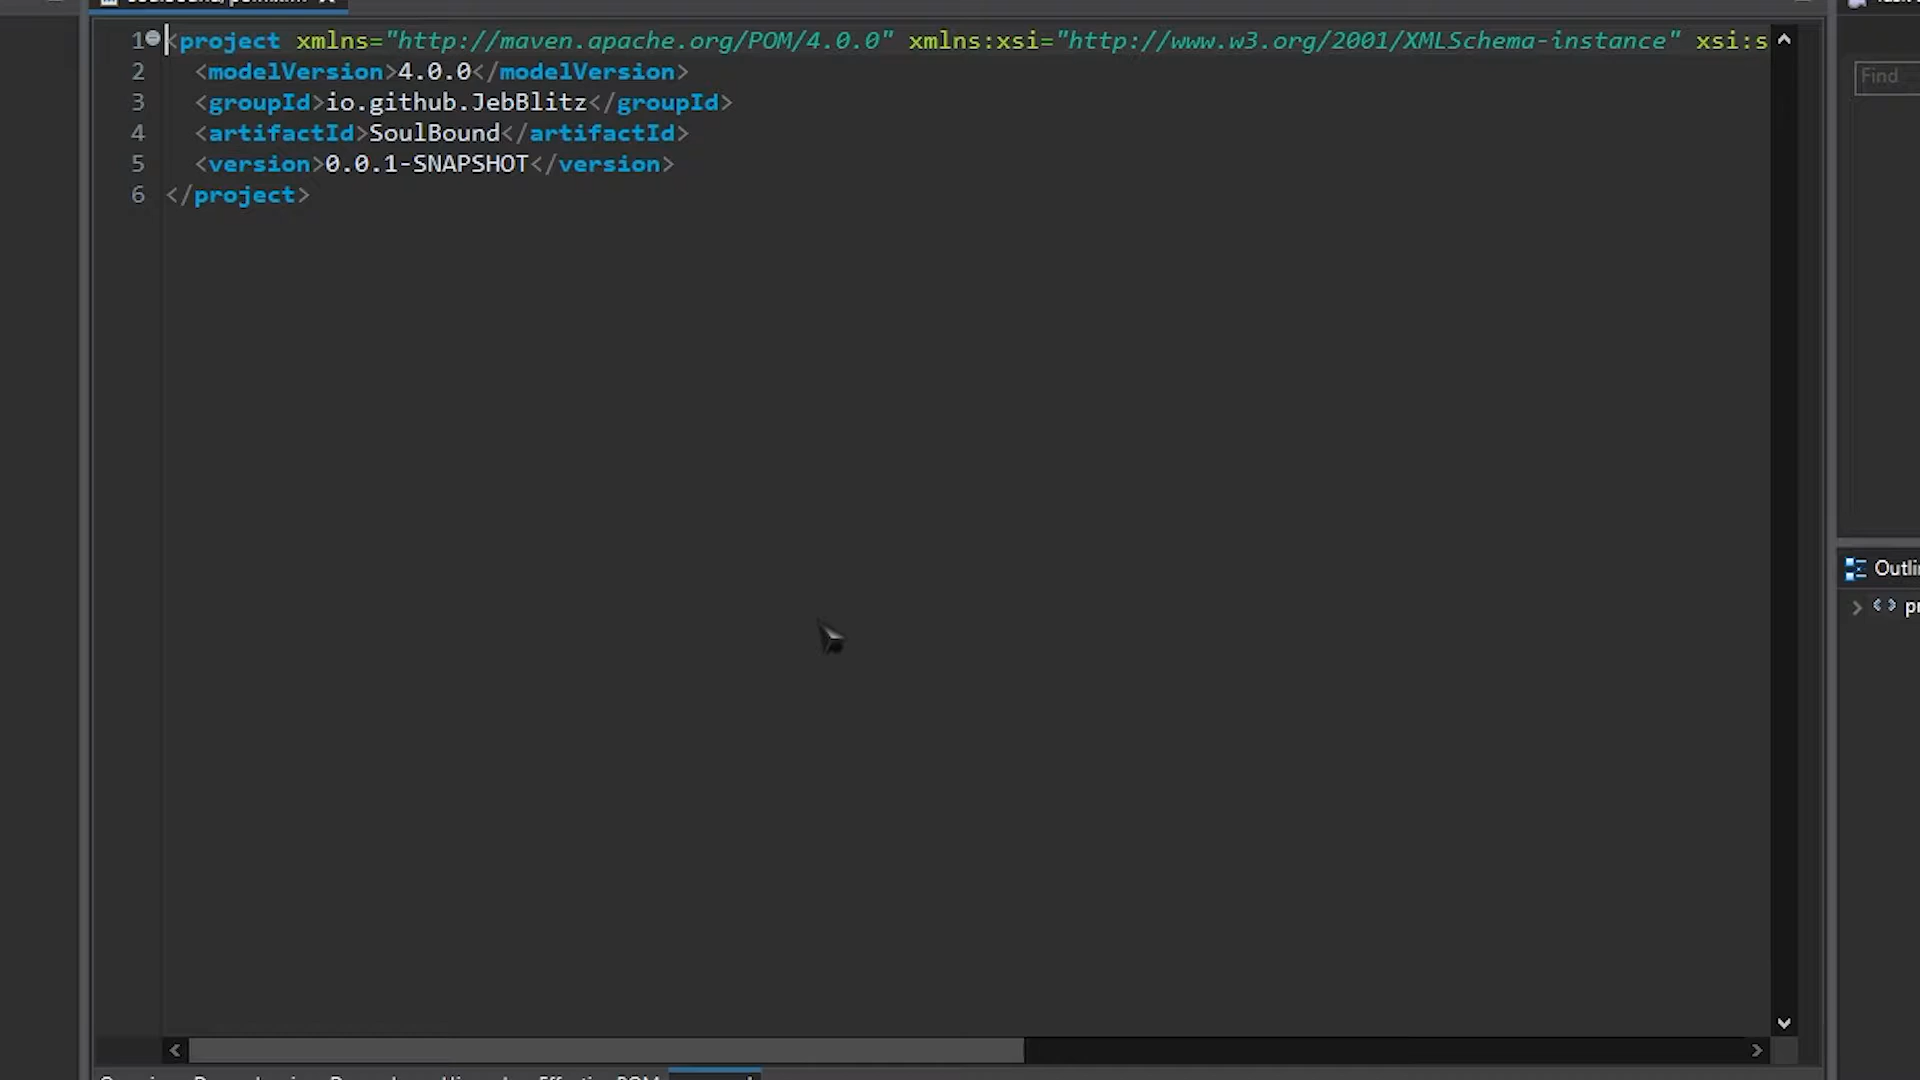 1 <project xmlns="http://maven.apache.org/POM/4.0.0" xmlns:xsi="http://www.w3.org/2001/XMLSchema-instance" xsi:s
2 <modelVersion>4.0.0</modelVersion>
3 <groupId>io.github.JebBlitz</groupId>
4 <artifactId>SoulBound</artifactId>
5 <version>0.0.1-SNAPSHOT</version>
6 </project>
Find
Outli
pr